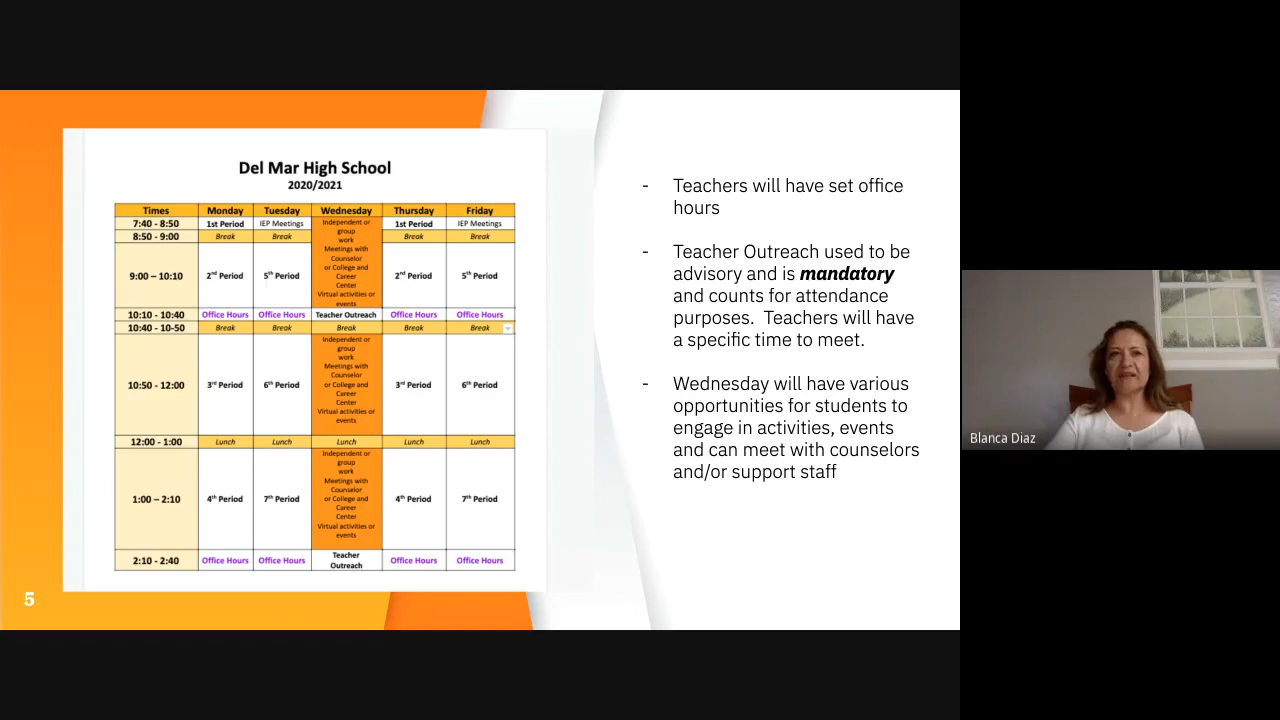 Del Mar High School
2020/2021
Times Monday Tuesday Wednesday Thursday Friday
7:40 - 8:50 1st Period IEP Meetings Independent or group work Meetings with Counselor or College and Career Center Virtual activities or events 1st Period IEP Meetings
8:50 - 9:00 Break Break Break Break
9:00 – 10:10 2nd Period 5th Period 2nd Period 5th Period
10:10 - 10:40 Office Hours Office Hours Teacher Outreach Office Hours Office Hours
10:40 - 10-50 Break Break Break Break Break
10:50 - 12:00 3rd Period 6th Period Independent or group work Meetings with Counselor or College and Career Center Virtual activities or events 3rd Period 6th Period
12:00 - 1:00 Lunch Lunch Lunch Lunch Lunch
1:00 – 2:10 4th Period 7th Period Independent or group work Meetings with Counselor or College and Career Center Virtual activities or events 4th Period 7th Period
2:10 - 2:40 Office Hours Office Hours Teacher Outreach Office Hours Office Hours
5
- Teachers will have set office
hours
- Teacher Outreach used to be
advisory and is mandatory
and counts for attendance
purposes. Teachers will have
a specific time to meet.
- Wednesday will have various
opportunities for students to
engage in activities, events
and can meet with counselors
and/or support staff
Blanca Diaz